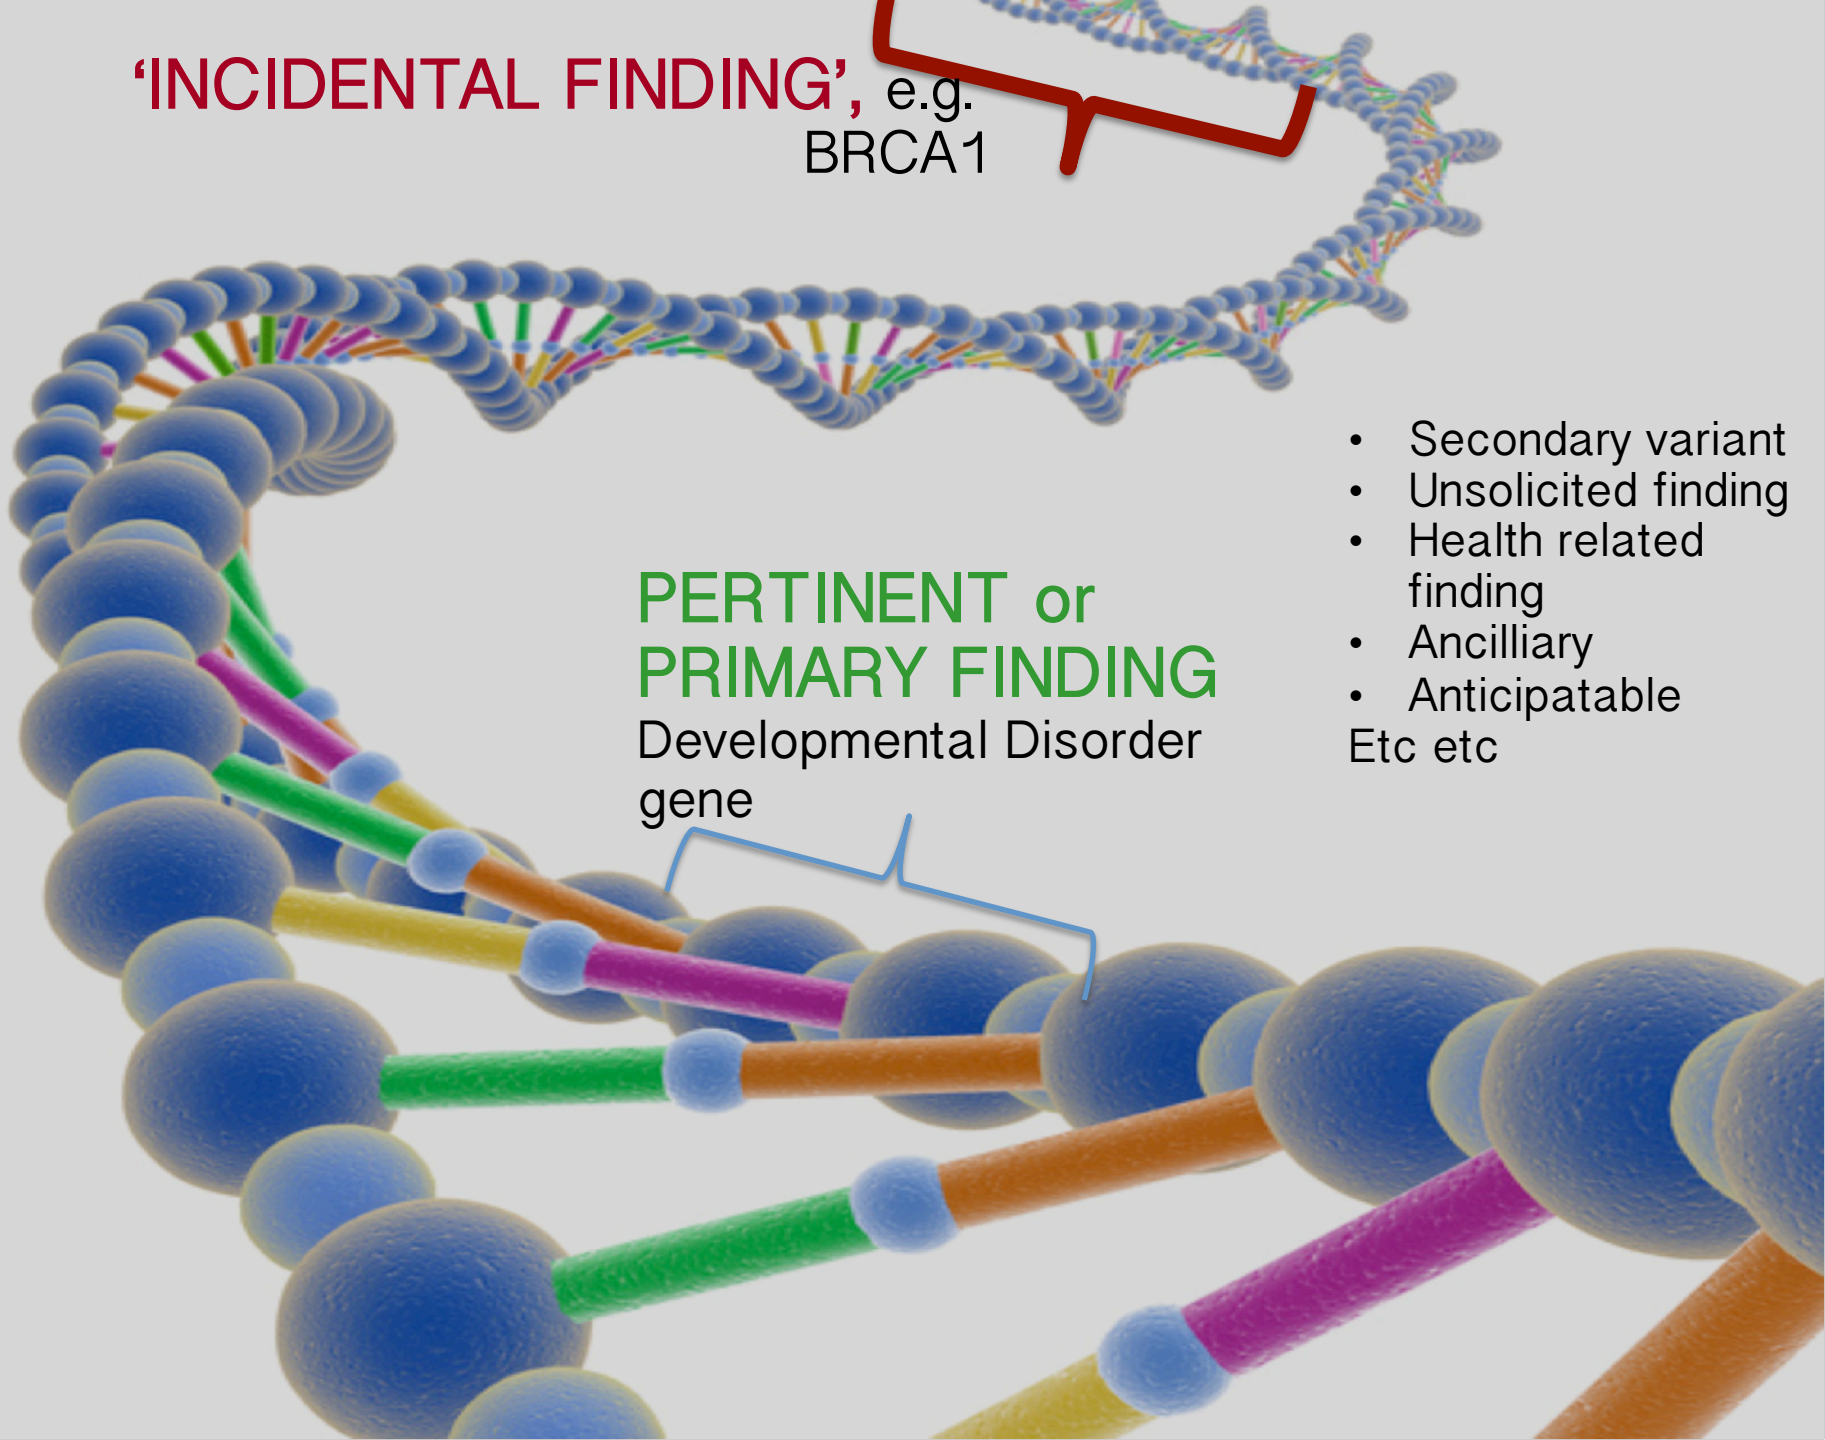 ‘INCIDENTAL FINDING’, e.g.
BRCA1
PERTINENT or
PRIMARY FINDING
Developmental Disorder
gene
• Secondary variant
• Unsolicited finding
• Health related
finding
• Ancilliary
• Anticipatable
Etc etc